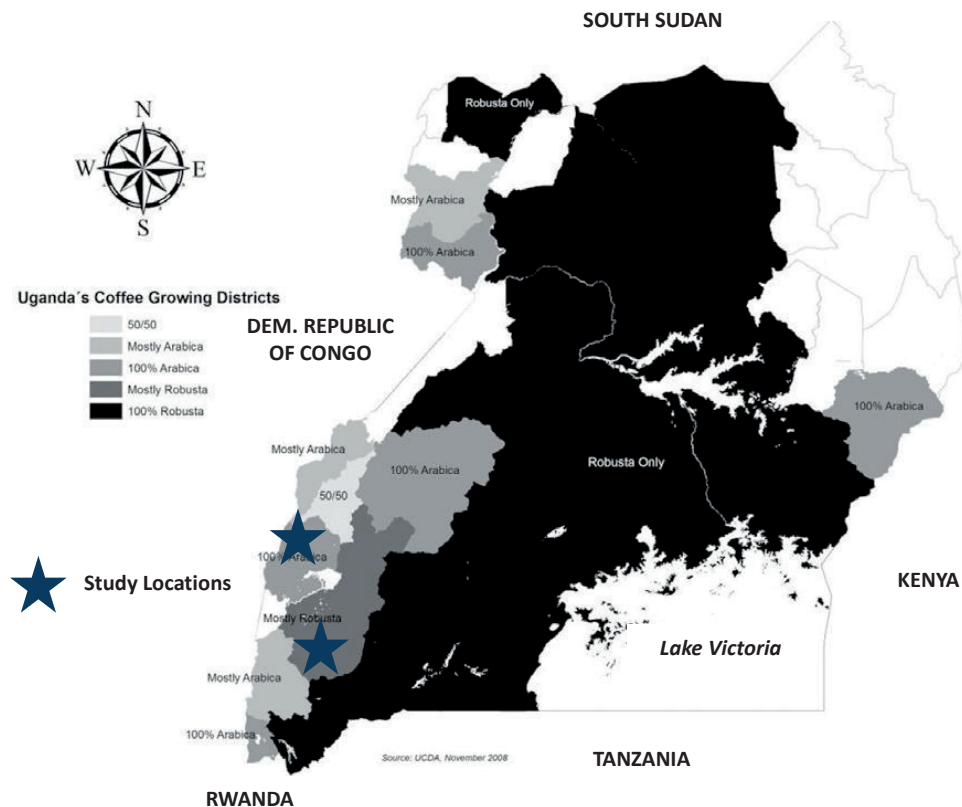 SOUTH SUDAN
Robusta Only
N
W
E
S
Mostly Arabica
100% Arabica
Uganda´s Coffee Growing Districts
50/50
Mostly Arabica
100% Arabica
Mostly Robusta
100% Robusta
DEM. REPUBLIC
OF CONGO
100% Arabica
Mostly Arabica
100% Arabica
Robusta Only
50/50
100% Arabica
Study Locations
KENYA
Mostly Robusta
Lake Victoria
Mostly Arabica
100% Arabica
Source: UCDA, November 2008
TANZANIA
RWANDA